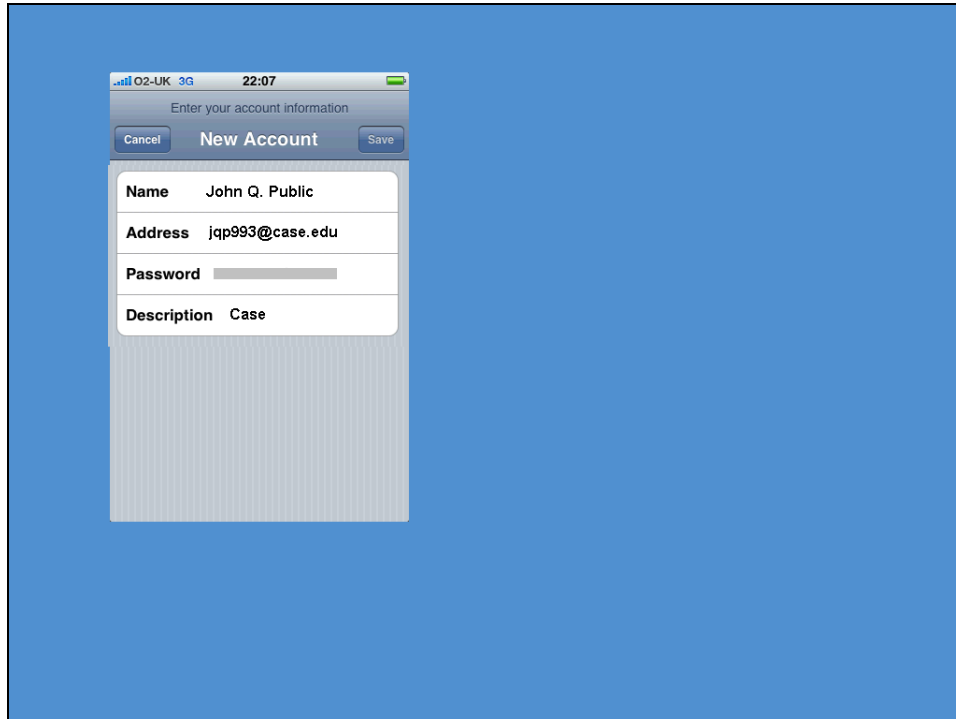 O2-UK 3G 22:07
Enter your account information
Cancel New Account Save
Name John Q. Public
Address jqp993@case.edu
Password
Description Case